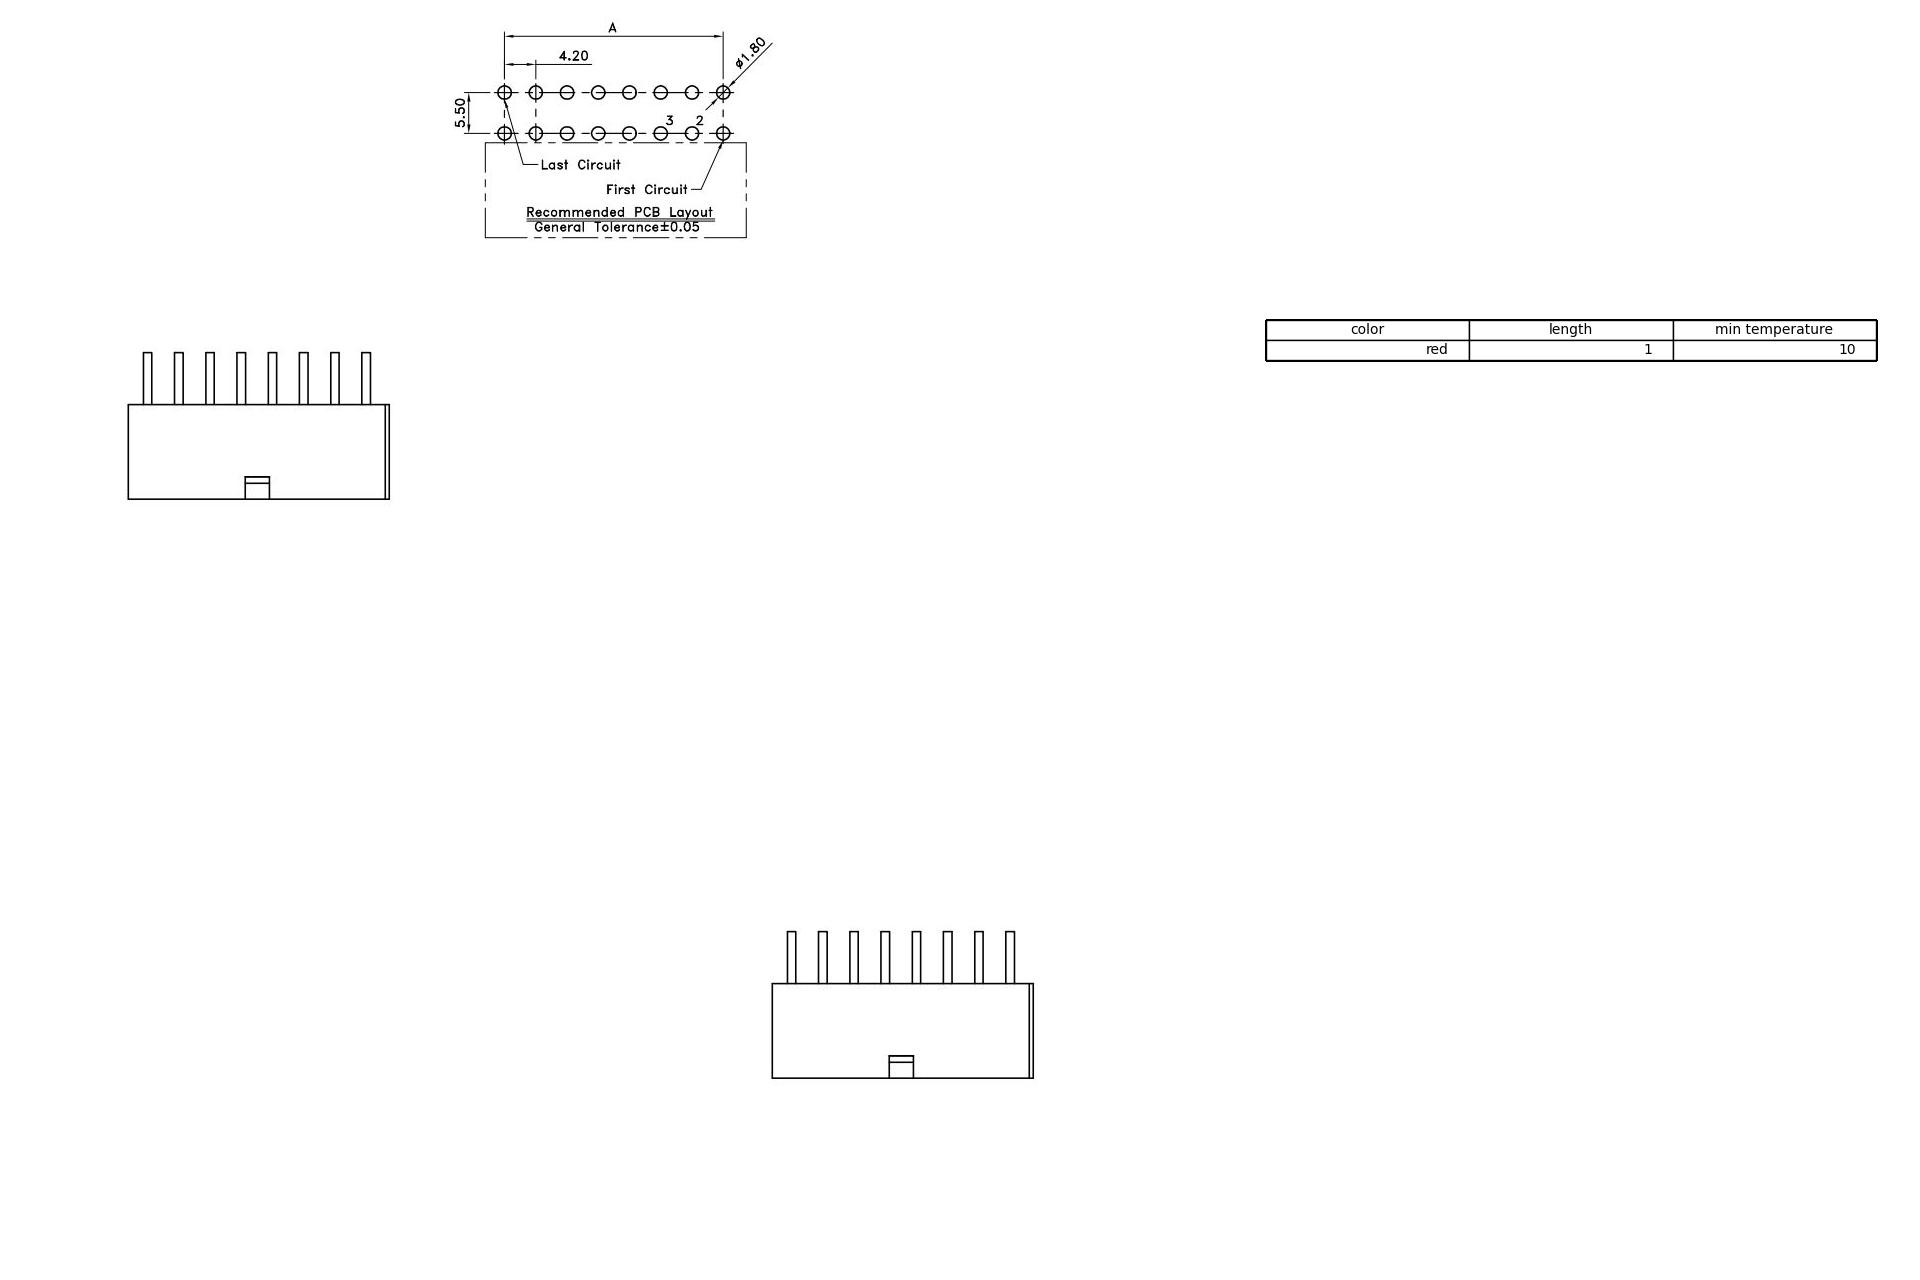 A
4.20
ø1.80
5.50
3 2
Last Circuit
First Circuit
Recommended PCB Layout
General Tolerance±0.05
color length min temperature
red 1 10